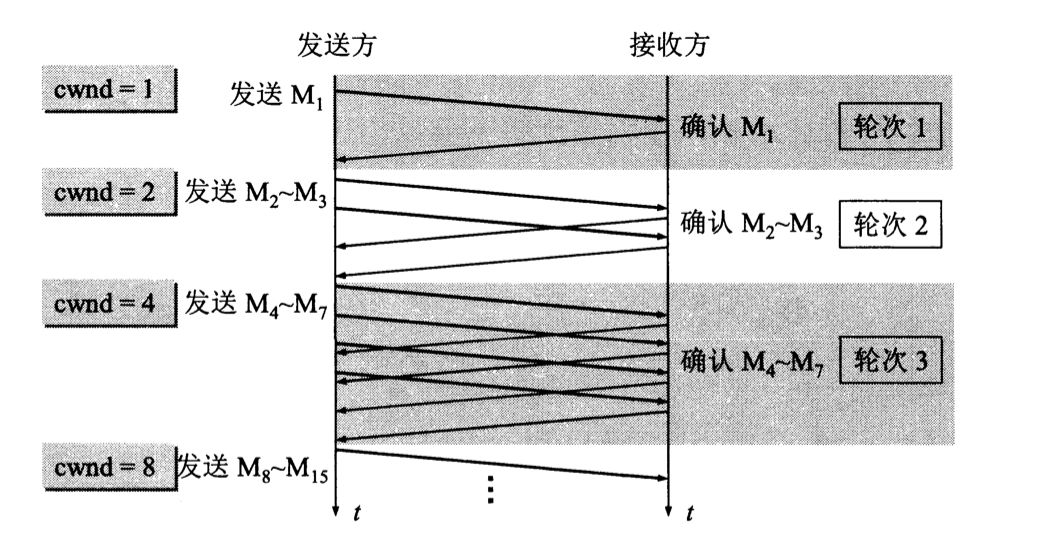 发送方 接收方
cwnd = 1 发送 M₁
确认 M₁ 轮次 1
cwnd = 2 发送 M₂~M₃
确认 M₂~M₃ 轮次 2
cwnd = 4 发送 M₄~M₇
确认 M₄~M₇ 轮次 3
cwnd = 8 发送 M₈~M₁₅
t t